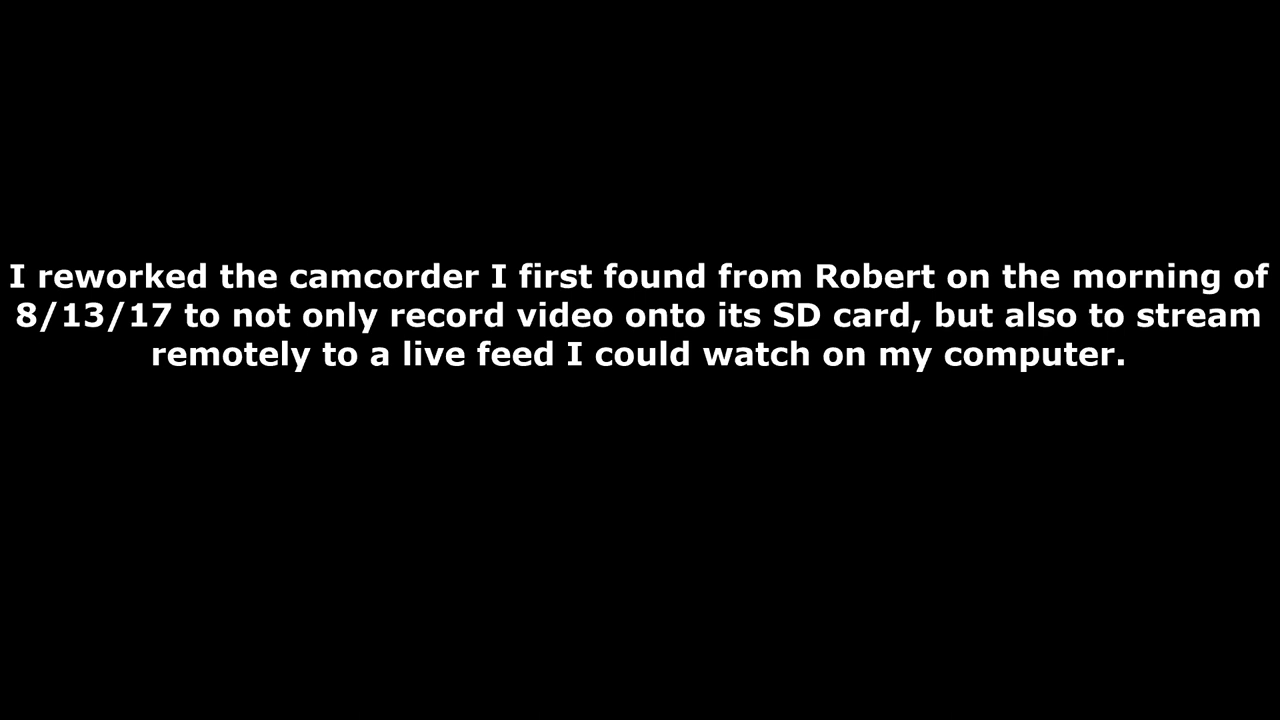 I reworked the camcorder I first found from Robert on the morning of
8/13/17 to not only record video onto its SD card, but also to stream
remotely to a live feed I could watch on my computer.